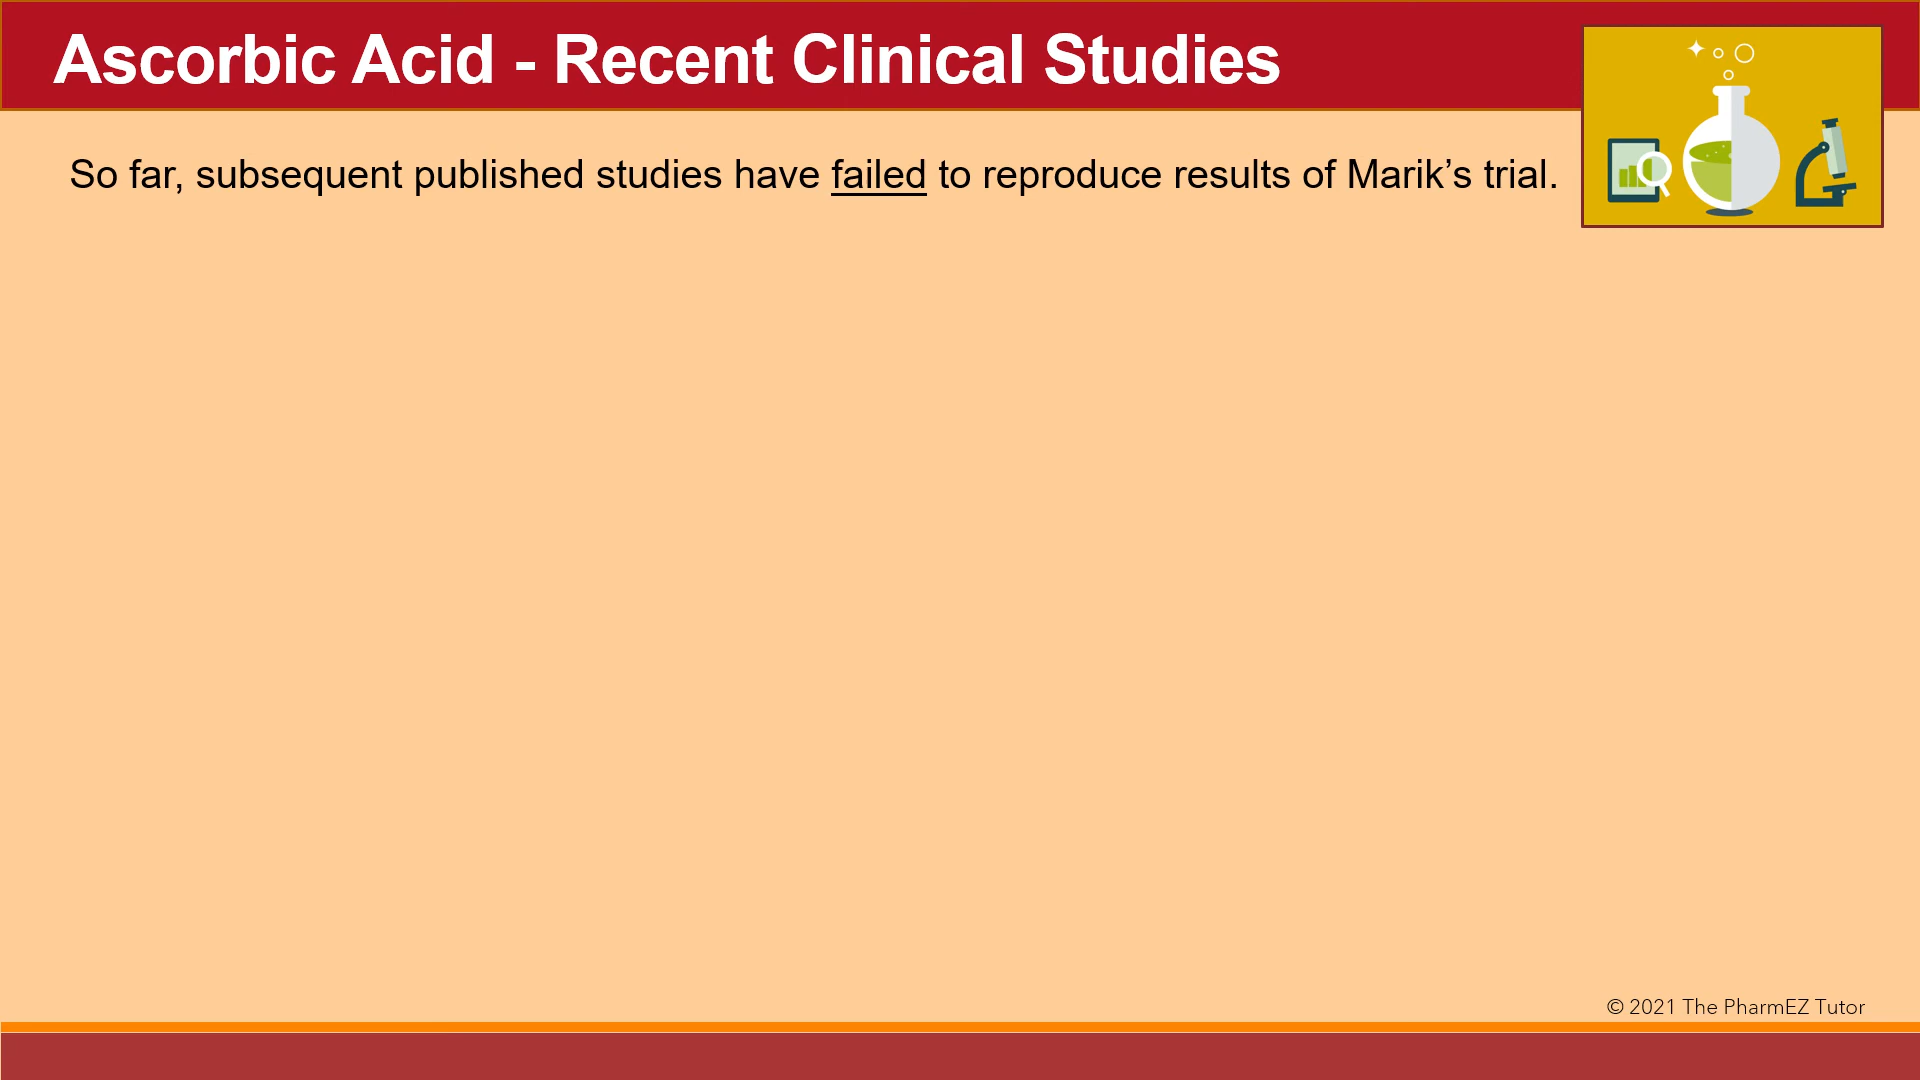 Ascorbic Acid - Recent Clinical Studies
So far, subsequent published studies have failed to reproduce results of Marik’s trial.
© 2021 The PharmEZ Tutor